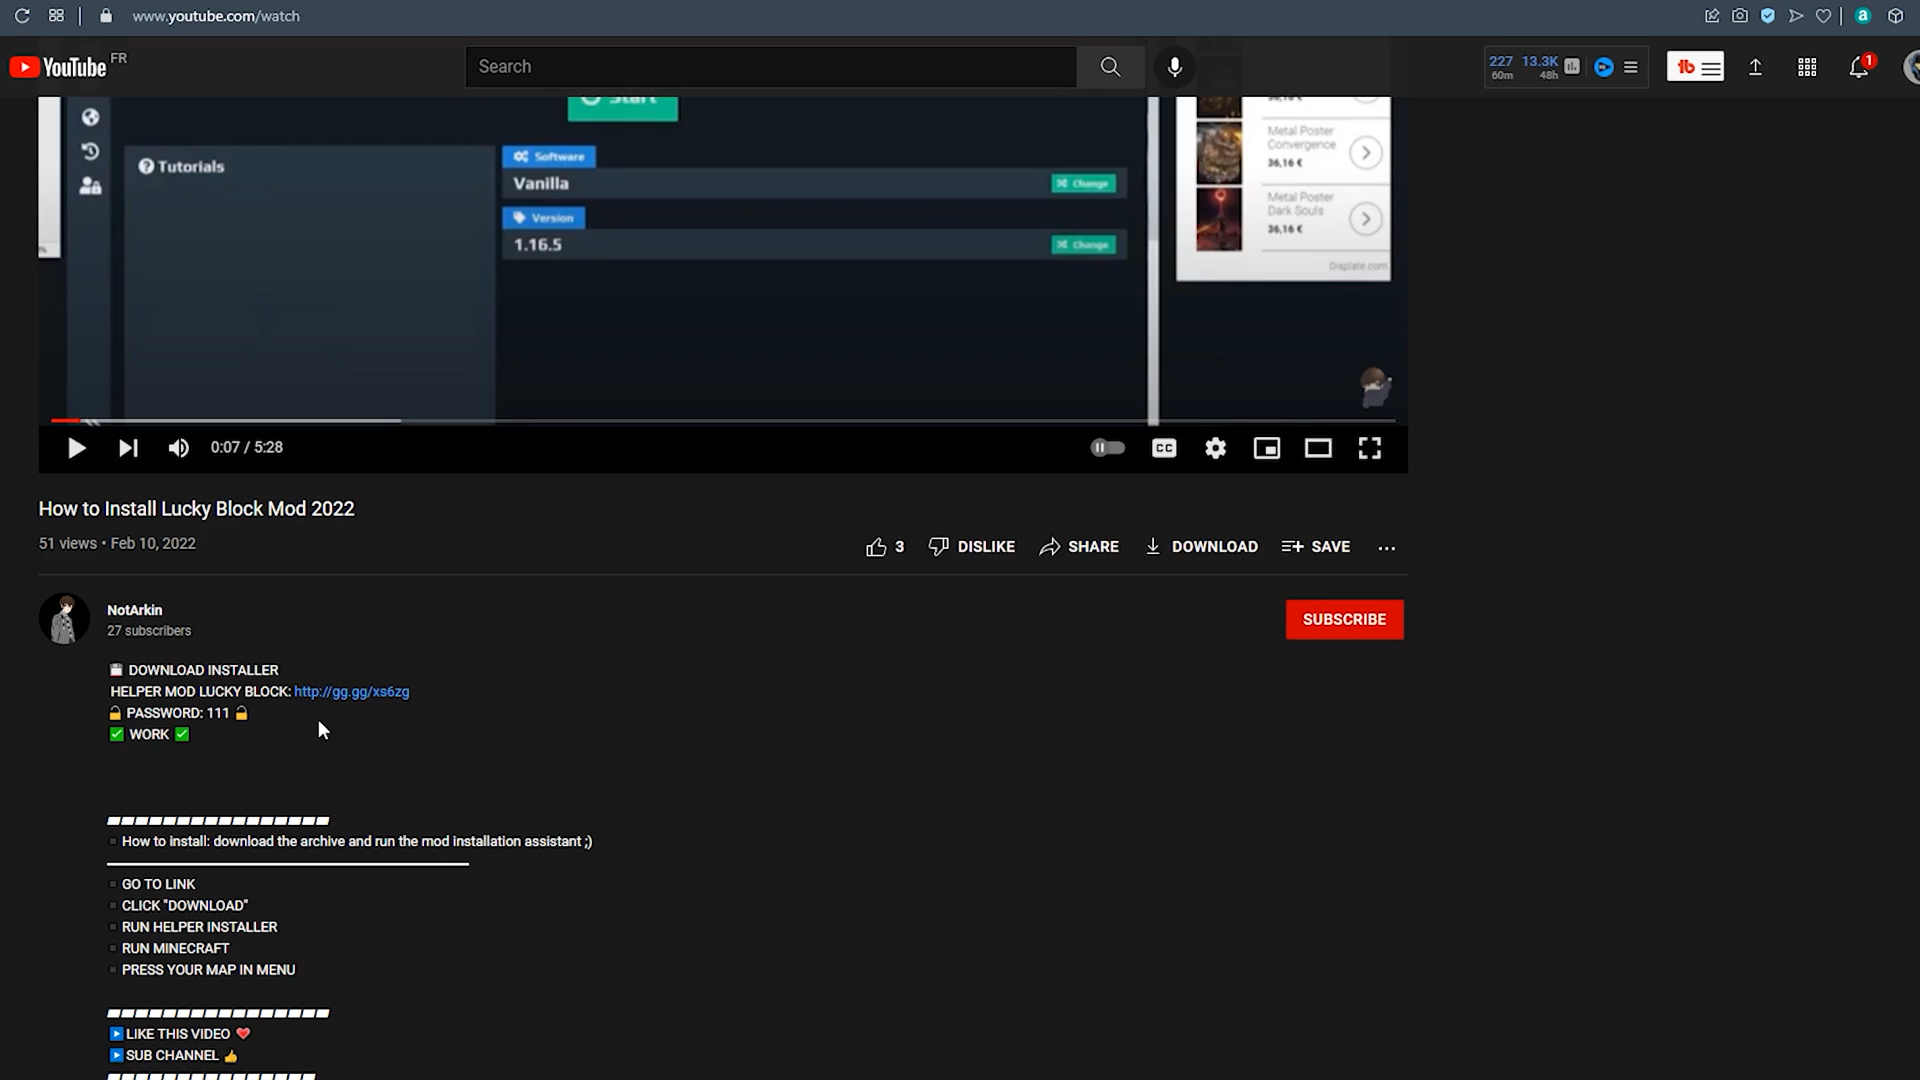 www.youtube.com/watch
YouTube FR
Search
227 13.3K
60m 48h
1
Start
Tutorials
Software
Vanilla
Change
Version
1.16.5
Change
36,16 €
Metal Poster
Convergence
36,16 €
Metal Poster
Dark Souls
36,16 €
Displate.com
0:07 / 5:28
CC
How to Install Lucky Block Mod 2022
51 views • Feb 10, 2022
3 DISLIKE SHARE DOWNLOAD SAVE ...
NotArkin
27 subscribers
SUBSCRIBE
💾 DOWNLOAD INSTALLER
HELPER MOD LUCKY BLOCK: http://gg.gg/xs6zg
🔒 PASSWORD: 111 🔒
✅ WORK ✅
▰▰▰▰▰▰▰▰▰▰▰▰▰▰▰▰
▪ How to install: download the archive and run the mod installation assistant ;)
▪ GO TO LINK
▪ CLICK "DOWNLOAD"
▪ RUN HELPER INSTALLER
▪ RUN MINECRAFT
▪ PRESS YOUR MAP IN MENU
▰▰▰▰▰▰▰▰▰▰▰▰▰▰▰▰
▶ LIKE THIS VIDEO ❤
▶ SUB CHANNEL 👍